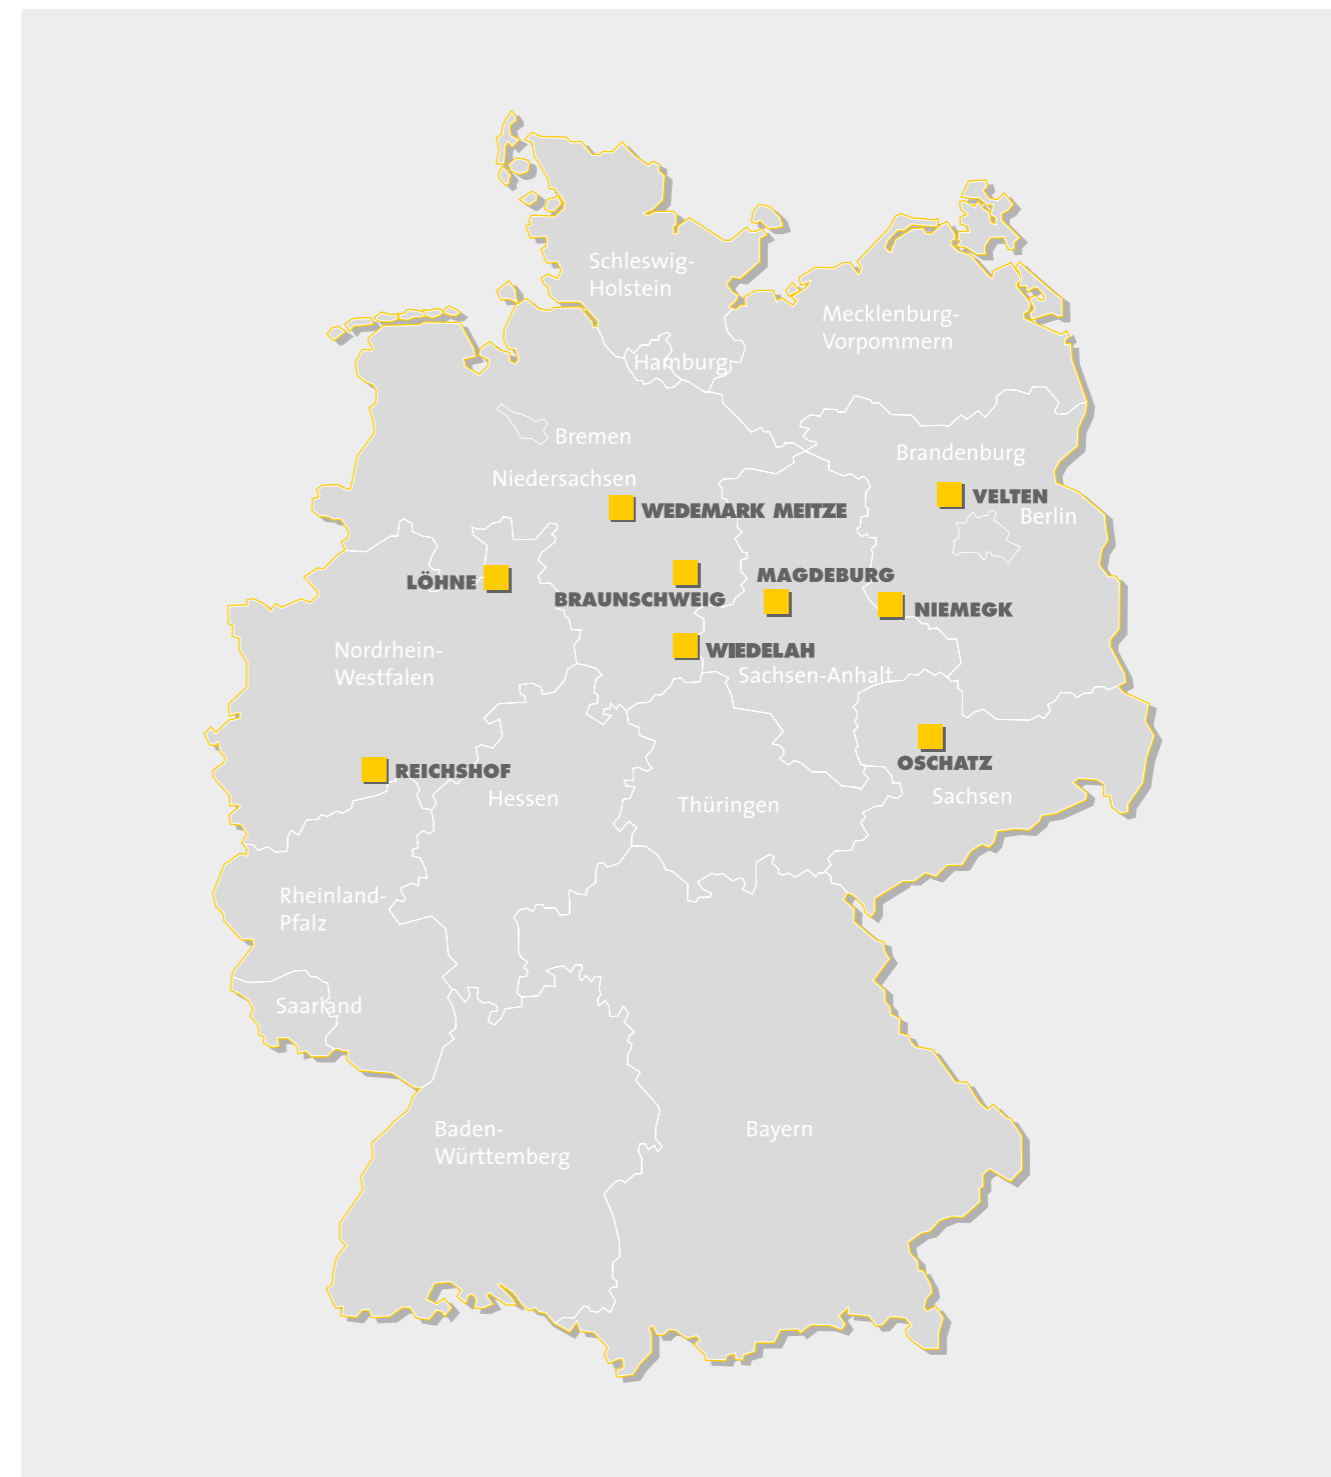 Schleswig-
Holstein
Mecklenburg-
Vorpommern
Hamburg
Bremen
Brandenburg
Niedersachsen
VELTEN
WEDEMARK MEITZE
Berlin
MAGDEBURG
LÖHNE
BRAUNSCHWEIG
NIEMEGK
Nordrhein-
Westfalen
WIEDELAH
Sachsen-Anhalt
OSCHATZ
REICHSHOF
Hessen
Sachsen
Thüringen
Rheinland-
Pfalz
Saarland
Baden-
Württemberg
Bayern